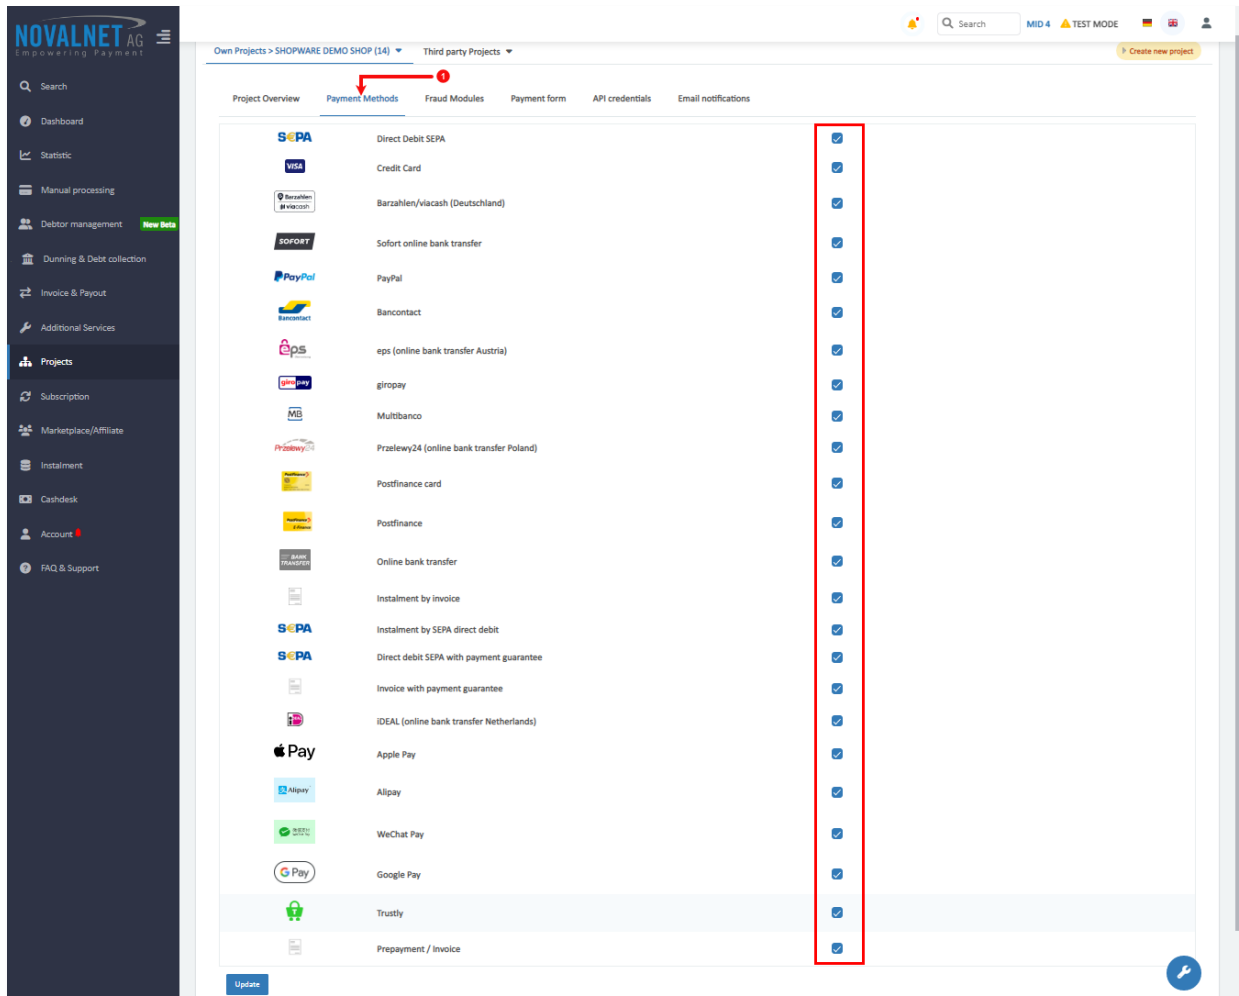 NOVALNET AG
Empowering Payment
Search
MID 4
TEST MODE
Own Projects > SHOPWARE DEMO SHOP (14)
Third party Projects
Create new project
1
Project Overview
Payment Methods
Fraud Modules
Payment form
API credentials
Email notifications
Search
Dashboard
Statistic
Manual processing
Debtor management
New Beta
Dunning & Debt collection
Invoice & Payout
Additional Services
Projects
Subscription
Marketplace/Affiliate
Instalment
Cashdesk
Account
FAQ & Support
SEPA
Direct Debit SEPA
VISA
Credit Card
Barzahlen
viacash
Barzahlen/viacash (Deutschland)
SOFORT
Sofort online bank transfer
PayPal
PayPal
Bancontact
Bancontact
eps
eps (online bank transfer Austria)
giropay
giropay
MB
Multibanco
Przelewy24
Przelewy24 (online bank transfer Poland)
PostFinance
Postfinance card
PostFinance
E-finance
Postfinance
BANK
TRANSFER
Online bank transfer
Instalment by invoice
SEPA
Instalment by SEPA direct debit
SEPA
Direct debit SEPA with payment guarantee
Invoice with payment guarantee
iDEAL (online bank transfer Netherlands)
Pay
Apple Pay
Alipay
Alipay
WeChat Pay
G Pay
Google Pay
Trustly
Prepayment / Invoice
Update